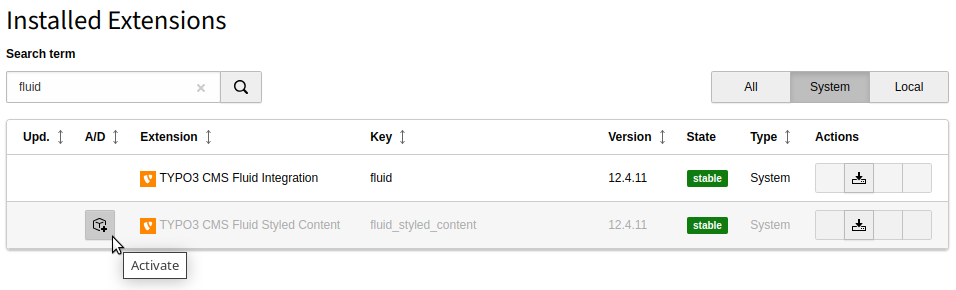 Installed Extensions
Search term
fluid
All System Local
Upd. A/D Extension Key Version State Type Actions
TYPO3 CMS Fluid Integration fluid 12.4.11 stable System
TYPO3 CMS Fluid Styled Content fluid_styled_content 12.4.11 stable System
Activate